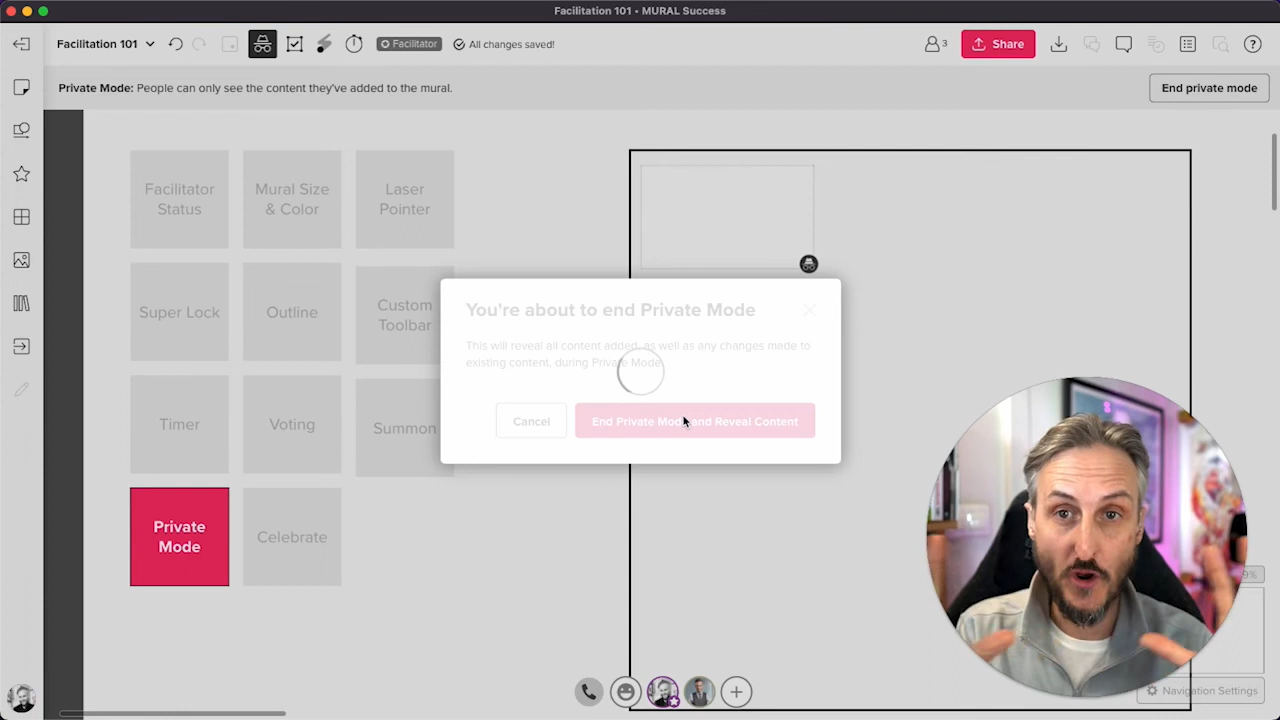 Facilitation 101 • MURAL Success
Facilitation 101
Facilitator
All changes saved!
3
Share
?
Private Mode: People can only see the content they've added to the mural.
End private mode
Facilitator
Status
Mural Size
& Color
Laser
Pointer
Super Lock
Outline
Custom
Toolbar
Timer
Voting
Summon
Private
Mode
Celebrate
You're about to end Private Mode
This will reveal all content added, as well as any changes made to
existing content, during Private Mode.
Cancel
End Private Mode and Reveal Content
Navigation Settings